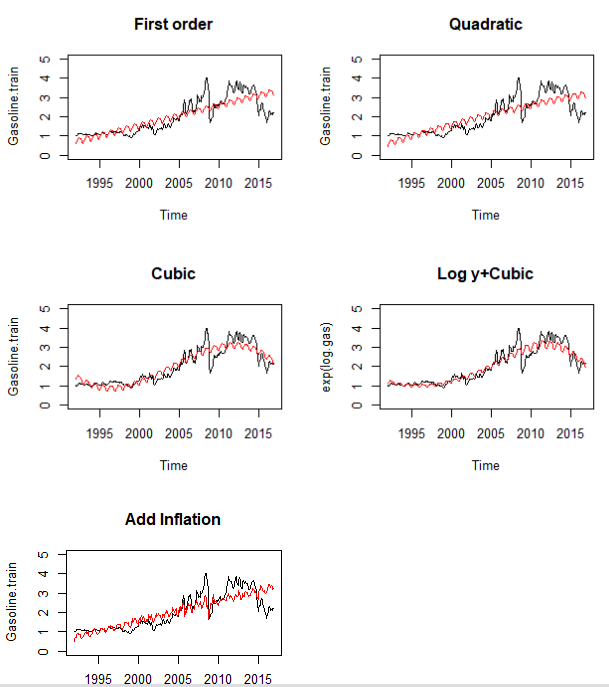 First order
Quadratic
Gasoline.train
0 1 2 3 4 5
1995 2000 2005 2010 2015
Time
Gasoline.train
0 1 2 3 4 5
1995 2000 2005 2010 2015
Time
Cubic
Log y+Cubic
Gasoline.train
0 1 2 3 4 5
1995 2000 2005 2010 2015
Time
exp(log.gas)
0 1 2 3 4 5
1995 2000 2005 2010 2015
Time
Add Inflation
Gasoline.train
0 1 2 3 4 5
1995 2000 2005 2010 2015